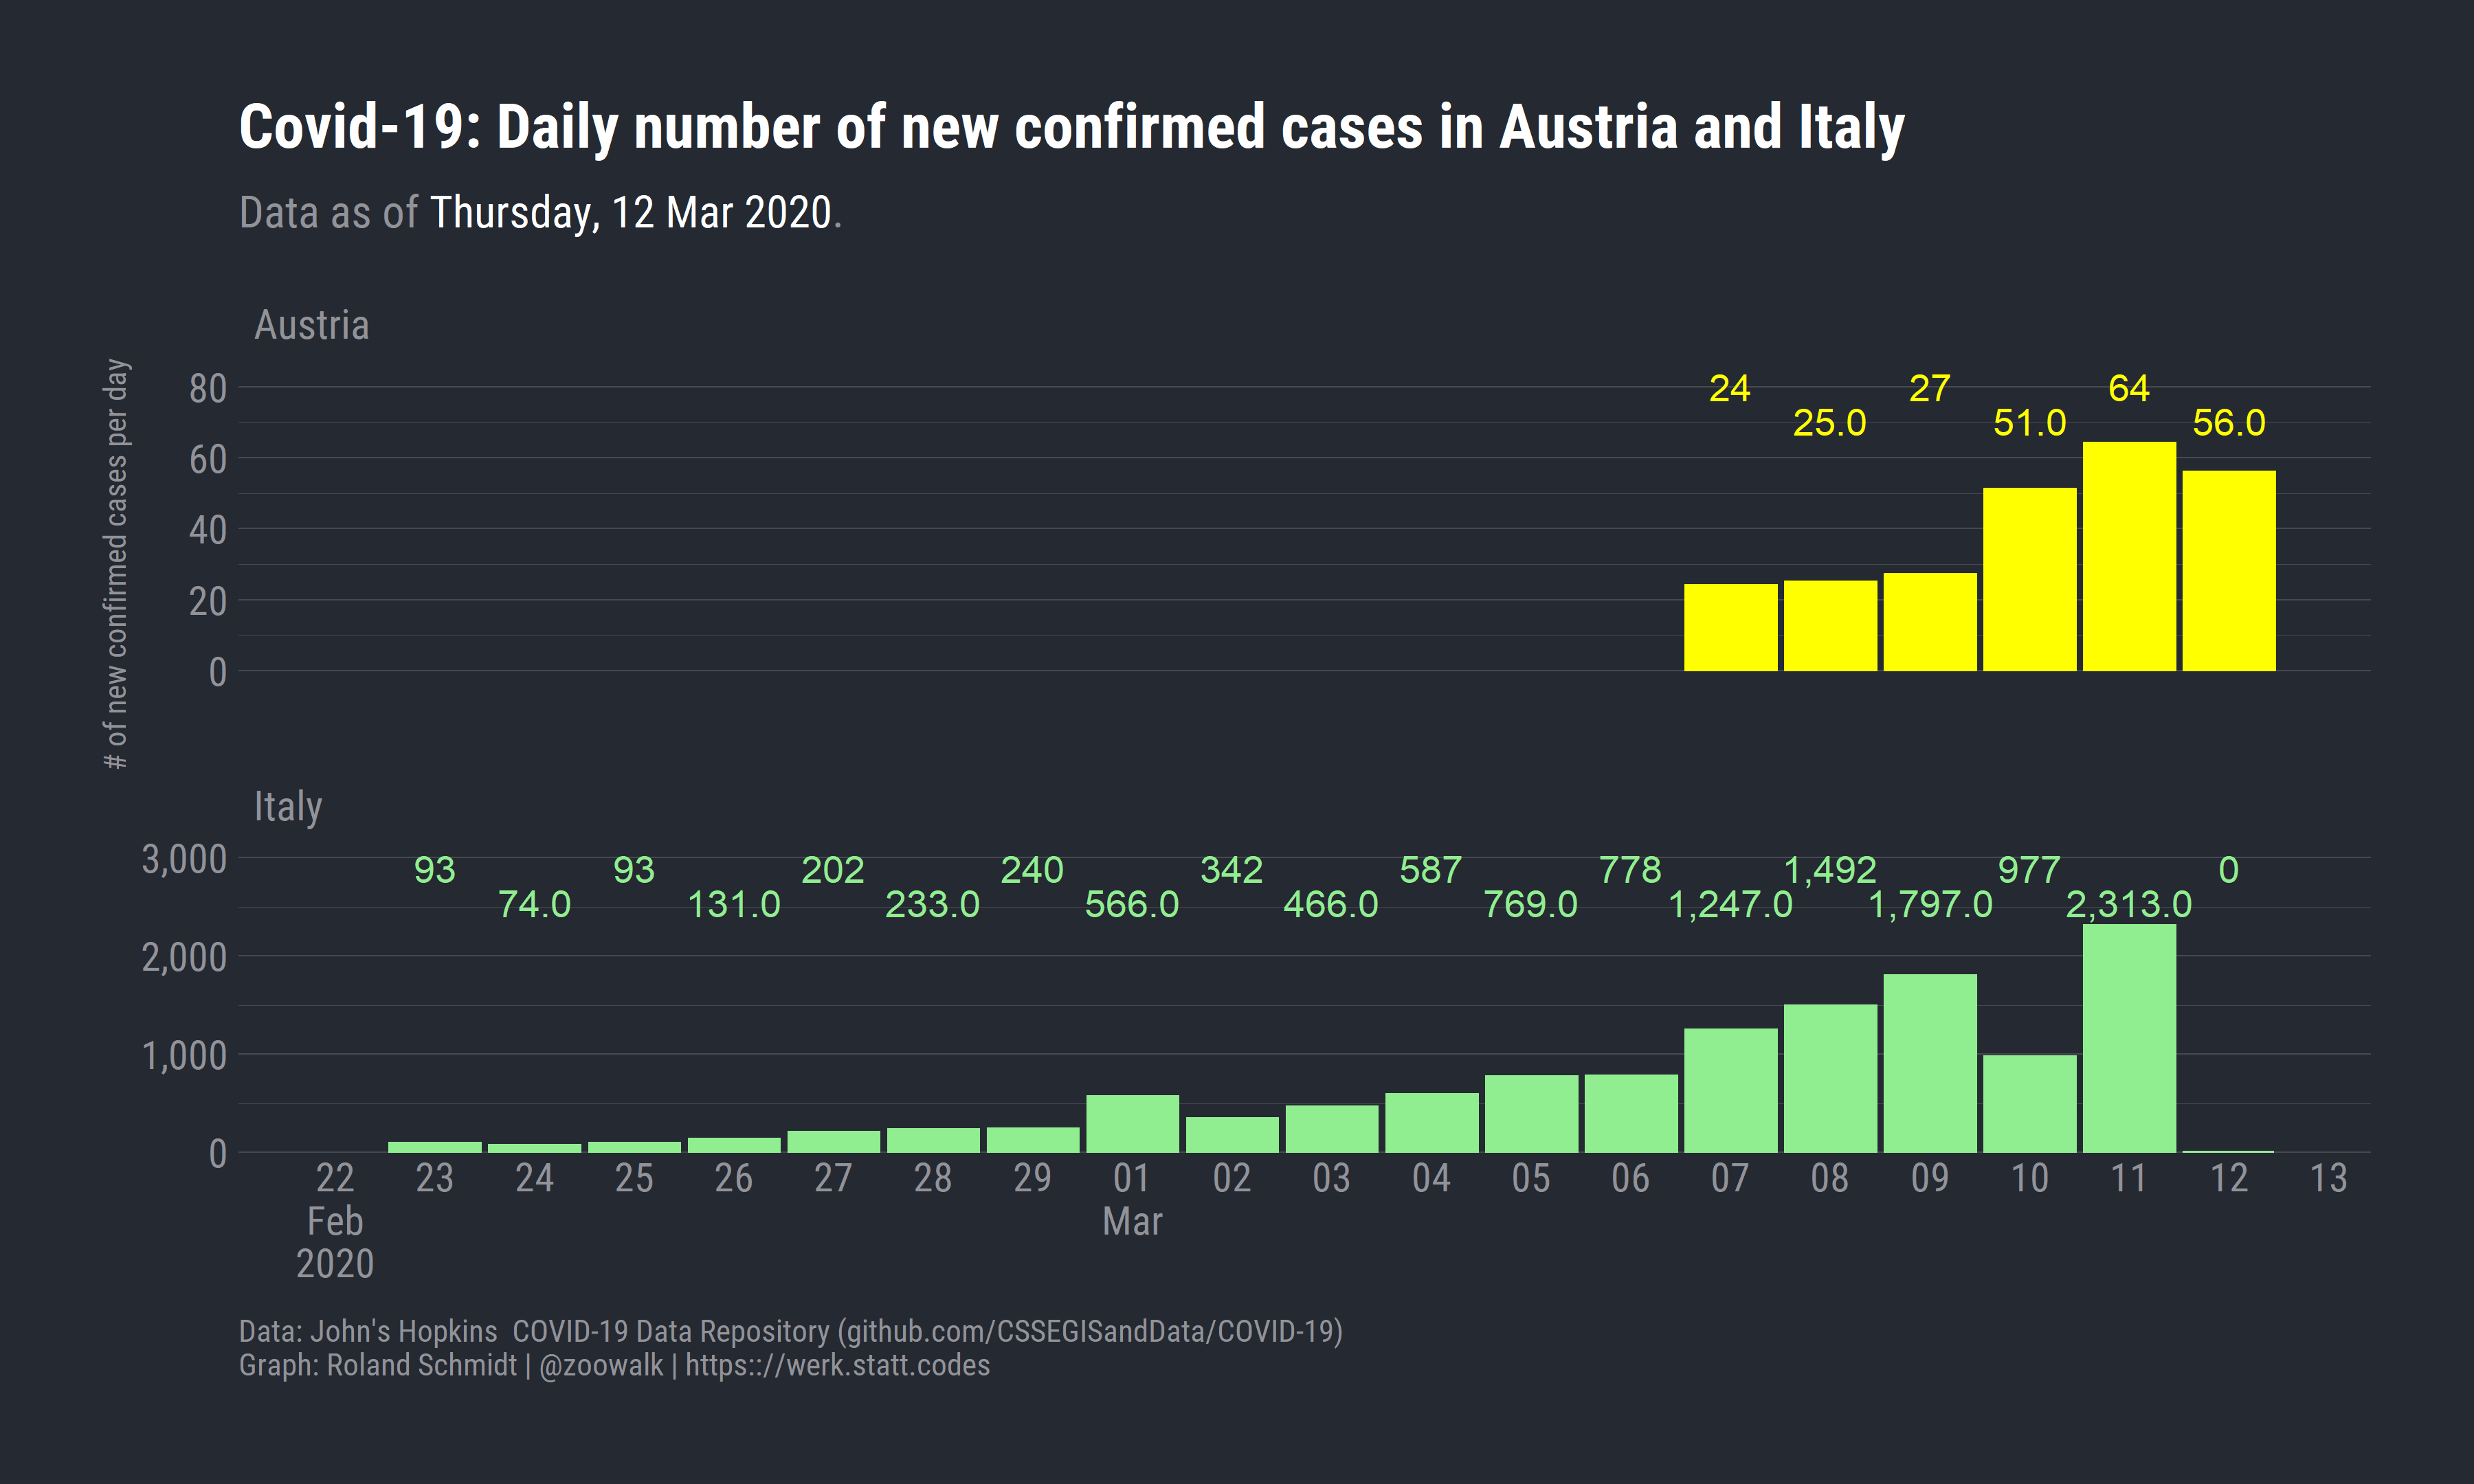 Covid-19: Daily number of new confirmed cases in Austria and Italy
Data as of Thursday, 12 Mar 2020.
# of new confirmed cases per day
Austria
80
60
40
20
0
24 27 64
25.0 51.0 56.0
Italy
3,000
2,000
1,000
0
93 93 202 240 342 587 778 1,492 977 0
74.0 131.0 233.0 566.0 466.0 769.0 1,247.0 1,797.0 2,313.0
22 23 24 25 26 27 28 29 01 02 03 04 05 06 07 08 09 10 11 12 13
Feb Mar
2020
Data: John's Hopkins  COVID-19 Data Repository (github.com/CSSEGISandData/COVID-19)
Graph: Roland Schmidt | @zoowalk | https:://werk.statt.codes